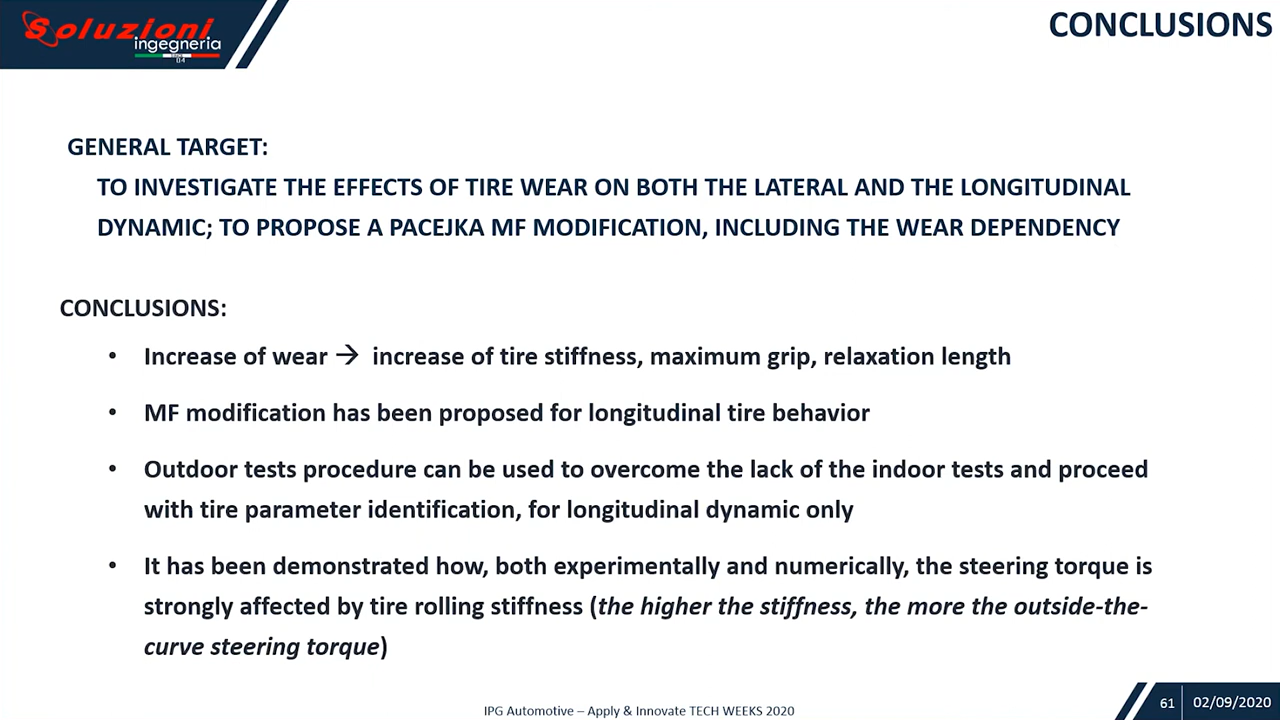 Soluzioni
ingegneria
SINCE
04
CONCLUSIONS
GENERAL TARGET:
TO INVESTIGATE THE EFFECTS OF TIRE WEAR ON BOTH THE LATERAL AND THE LONGITUDINAL
DYNAMIC; TO PROPOSE A PACEJKA MF MODIFICATION, INCLUDING THE WEAR DEPENDENCY
CONCLUSIONS:
• Increase of wear → increase of tire stiffness, maximum grip, relaxation length
• MF modification has been proposed for longitudinal tire behavior
• Outdoor tests procedure can be used to overcome the lack of the indoor tests and proceed
with tire parameter identification, for longitudinal dynamic only
• It has been demonstrated how, both experimentally and numerically, the steering torque is
strongly affected by tire rolling stiffness (the higher the stiffness, the more the outside-the-
curve steering torque)
IPG Automotive – Apply & Innovate TECH WEEKS 2020
61
02/09/2020